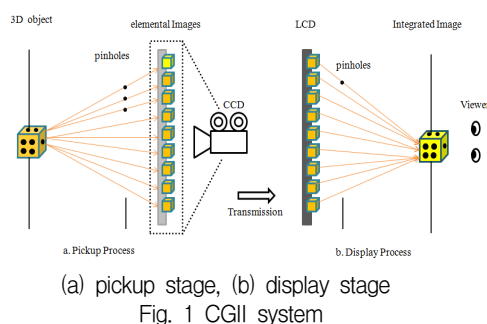 3D object
elemental Images
LCD
Integrated Image
pinholes
pinholes
CCD
Viewer
Transmission
a. Pickup Process
b. Display Process
(a) pickup stage, (b) display stage
Fig. 1 CGII system